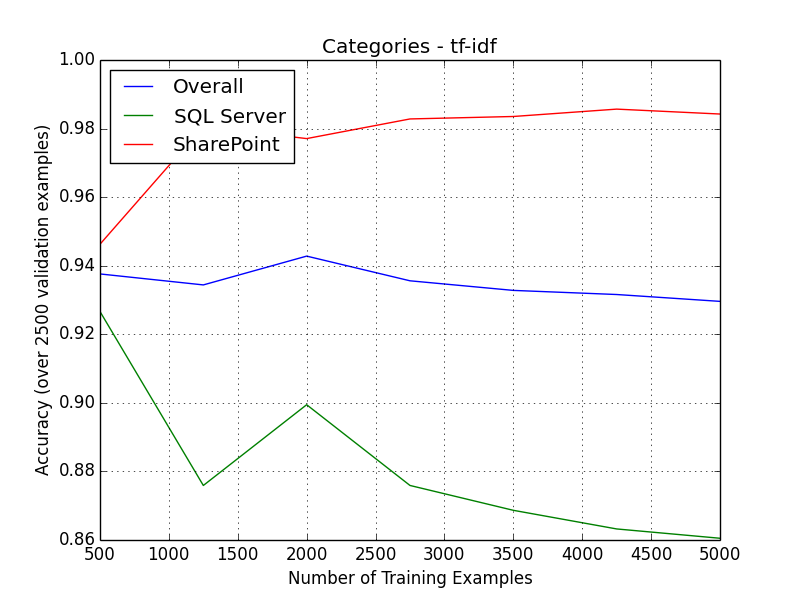 Categories - tf-idf
Overall
SQL Server
SharePoint
1.00
0.98
0.96
0.94
0.92
0.90
0.88
0.86
Accuracy (over 2500 validation examples)
500 1000 1500 2000 2500 3000 3500 4000 4500 5000
Number of Training Examples